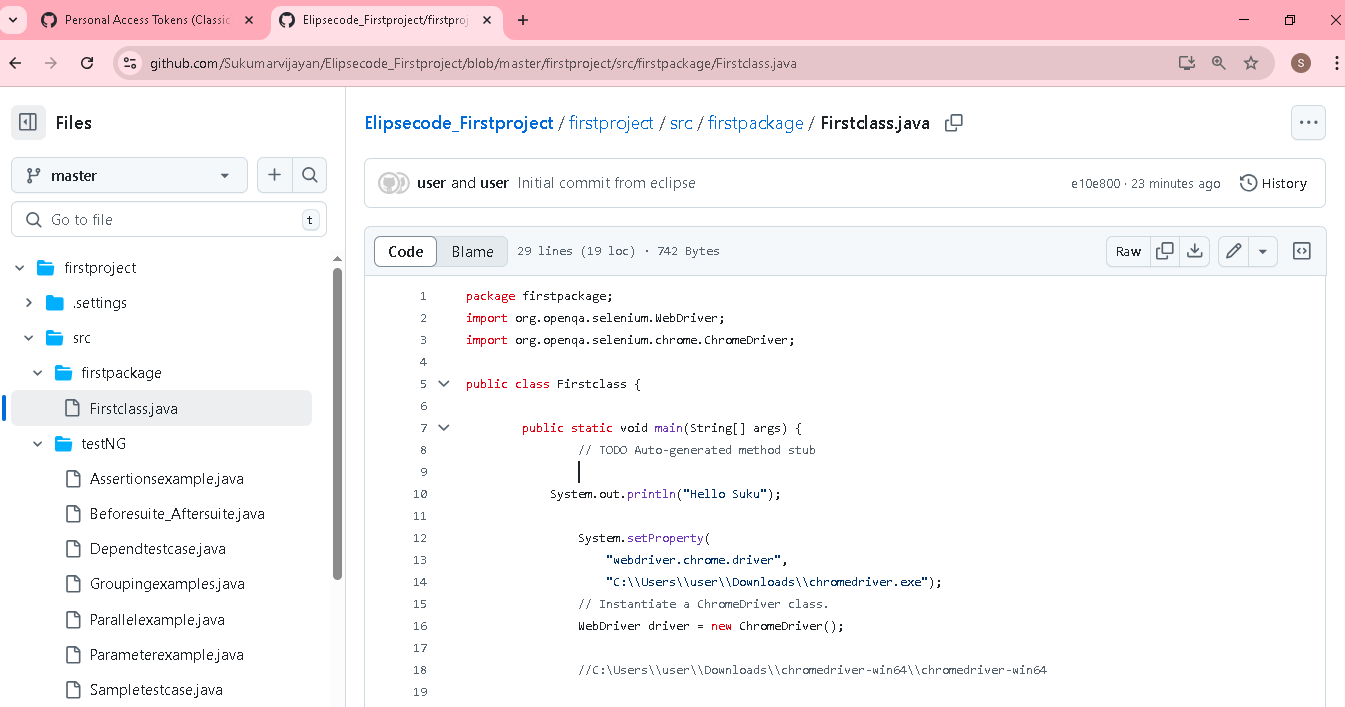 Personal Access Tokens (Classic
Elipsecode_Firstproject/firstproj
github.com/Sukumarvijayan/Elipsecode_Firstproject/blob/master/firstproject/src/firstpackage/Firstclass.java
S
Files
master
Go to file
t
firstproject
.settings
src
firstpackage
Firstclass.java
testNG
Assertionsexample.java
Beforesuite_Aftersuite.java
Dependtestcase.java
Groupingexamples.java
Parallelexample.java
Parameterexample.java
Sampletestcase.java
Elipsecode_Firstproject / firstproject / src / firstpackage / Firstclass.java
user and user Initial commit from eclipse
e10e800 · 23 minutes ago
History
Code Blame 29 lines (19 loc) · 742 Bytes
Raw
1 package firstpackage;
2 import org.openqa.selenium.WebDriver;
3 import org.openqa.selenium.chrome.ChromeDriver;
4
5 public class Firstclass {
6
7 public static void main(String[] args) {
8 // TODO Auto-generated method stub
9
10 System.out.println("Hello Suku");
11
12 System.setProperty(
13 "webdriver.chrome.driver",
14 "C:\\Users\\user\\Downloads\\chromedriver.exe");
15 // Instantiate a ChromeDriver class.
16 WebDriver driver = new ChromeDriver();
17
18 //C:\Users\\user\\Downloads\\chromedriver-win64\\chromedriver-win64
19